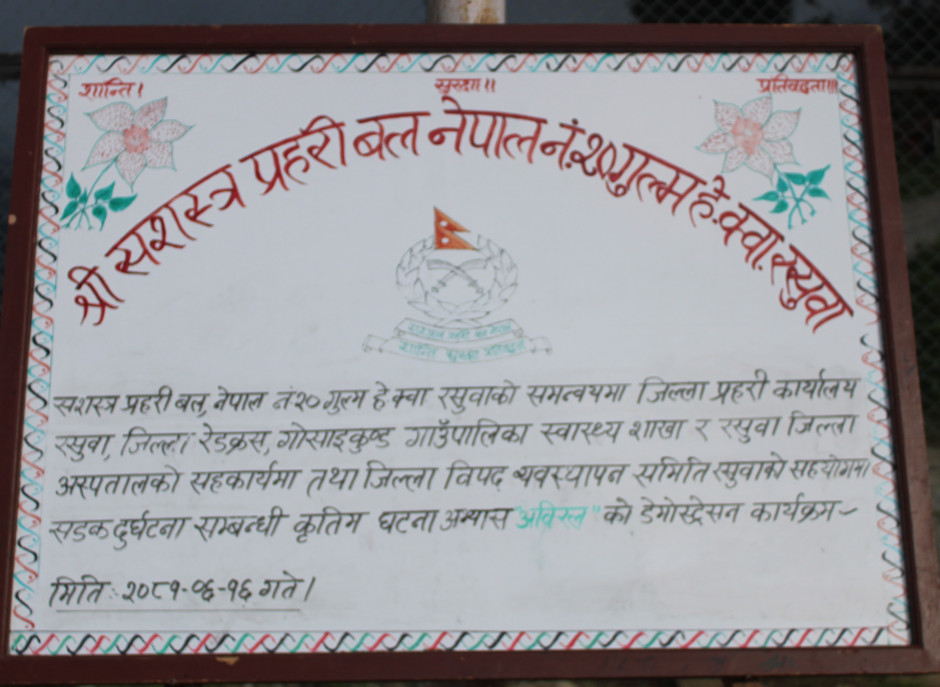 शान्ति। सुरक्षा।। प्रतिवद्धता।।।
श्री सशस्त्र प्रहरी बल नेपाल नं.२० गुल्म हे.क्वा. रसुवा
सशस्त्र प्रहरी बल, नेपाल नं २० गुल्म हे क्वा रसुवाको समन्वयमा जिल्ला प्रहरी कार्यालय
रसुवा, जिल्ला रेडक्रस, गोसाइकुण्ड गाउँपालिका स्वास्थ्य शाखा र रसुवा जिल्ला
अस्पतालको सहकार्यमा तथा जिल्ला विपद व्यवस्थापन समिति रसुवाको सहयोगमा
सडक दुर्घटना सम्बन्धी कृतिम घटना अभ्यास "अविरल" को डेमोस्ट्रेसन कार्यक्रम-
मिति:- २०८१-०६-१६ गते।